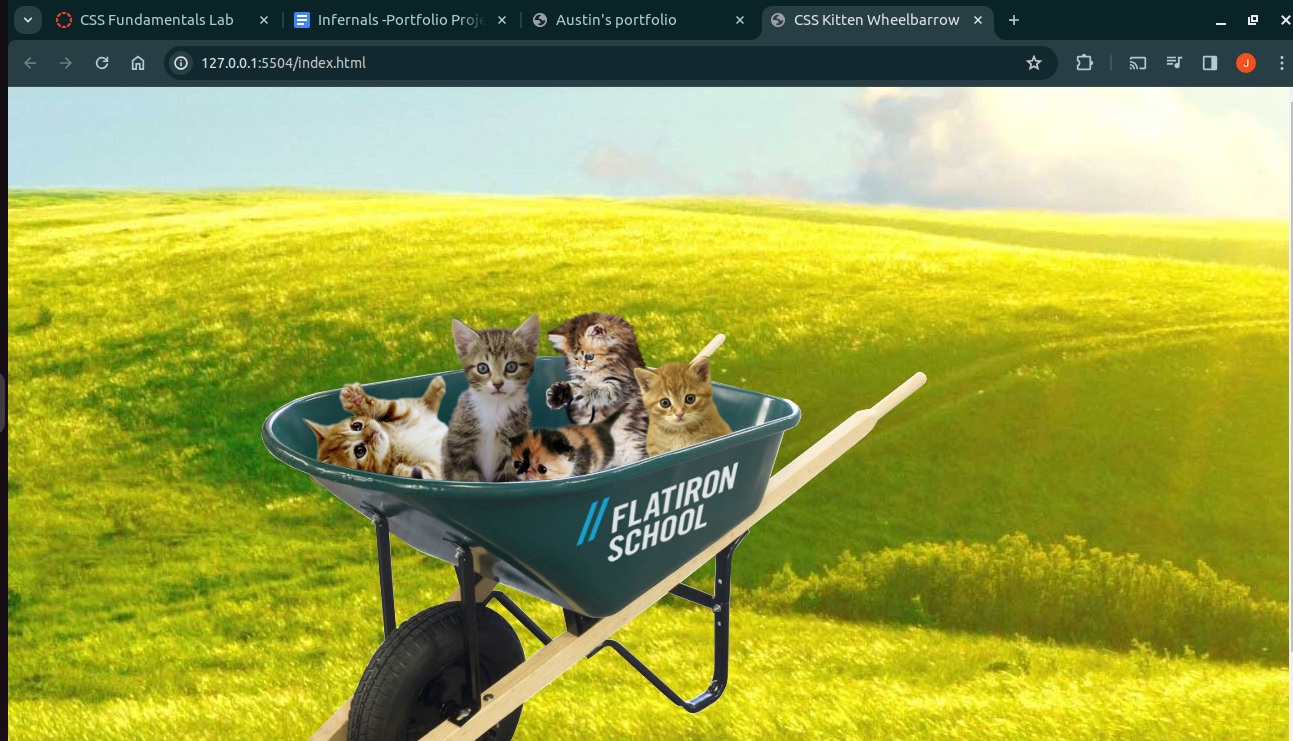 CSS Fundamentals Lab
Infernals -Portfolio Proje
Austin's portfolio
CSS Kitten Wheelbarrow
127.0.0.1:5504/index.html
J
FLATIRON
SCHOOL